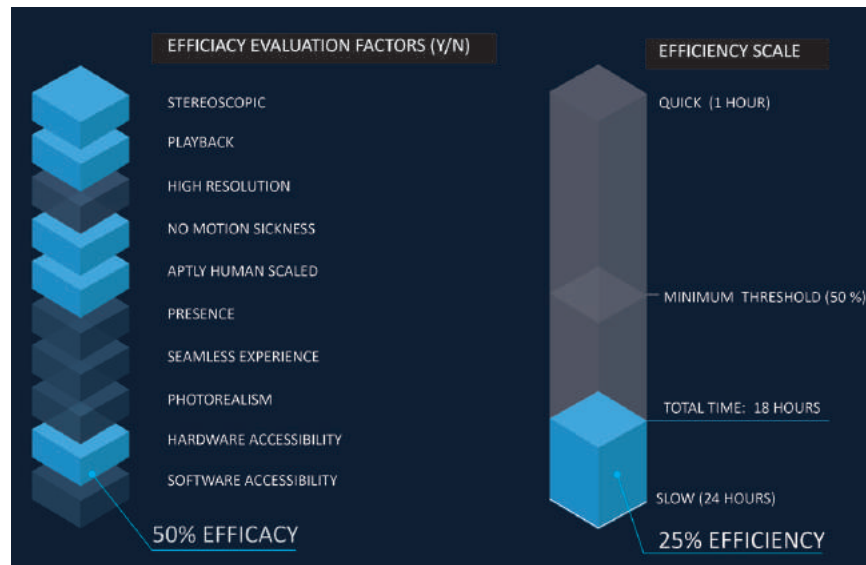 EFFICIACY EVALUATION FACTORS (Y/N)
STEREOSCOPIC
PLAYBACK
HIGH RESOLUTION
NO MOTION SICKNESS
APTLY HUMAN SCALED
PRESENCE
SEAMLESS EXPERIENCE
PHOTOREALISM
HARDWARE ACCESSIBILITY
SOFTWARE ACCESSIBILITY
50% EFFICACY
EFFICIENCY SCALE
QUICK (1 HOUR)
MINIMUM THRESHOLD (50 %)
TOTAL TIME: 18 HOURS
SLOW (24 HOURS)
25% EFFICIENCY